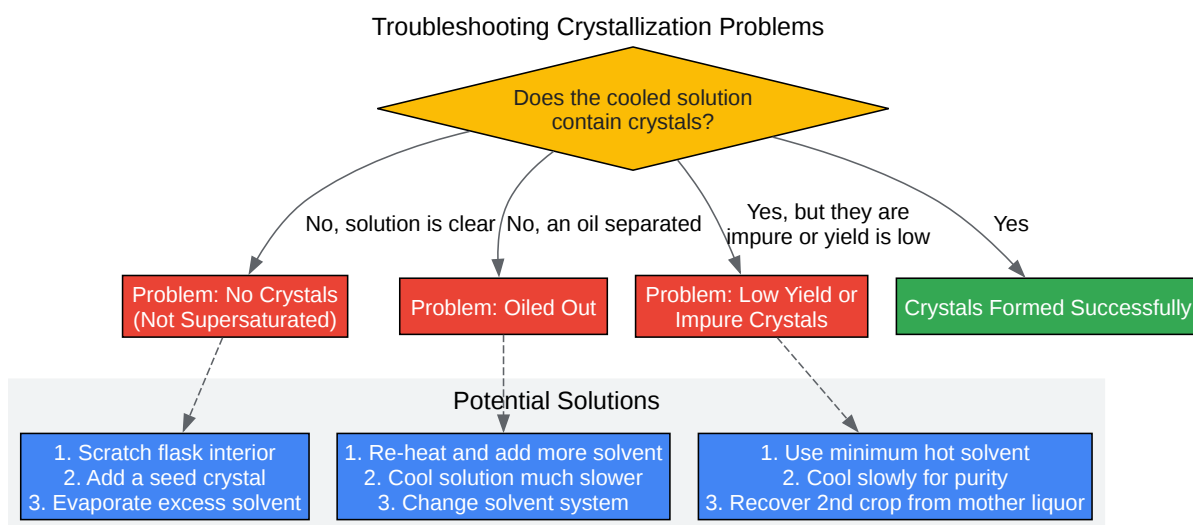 Troubleshooting Crystallization Problems
Does the cooled solution
contain crystals?
No, solution is clear
No, an oil separated
Yes, but they are
impure or yield is low
Yes
Problem: No Crystals
(Not Supersaturated)
Problem: Oiled Out
Problem: Low Yield or
Impure Crystals
Crystals Formed Successfully
Potential Solutions
1. Scratch flask interior
2. Add a seed crystal
3. Evaporate excess solvent
1. Re-heat and add more solvent
2. Cool solution much slower
3. Change solvent system
1. Use minimum hot solvent
2. Cool slowly for purity
3. Recover 2nd crop from mother liquor